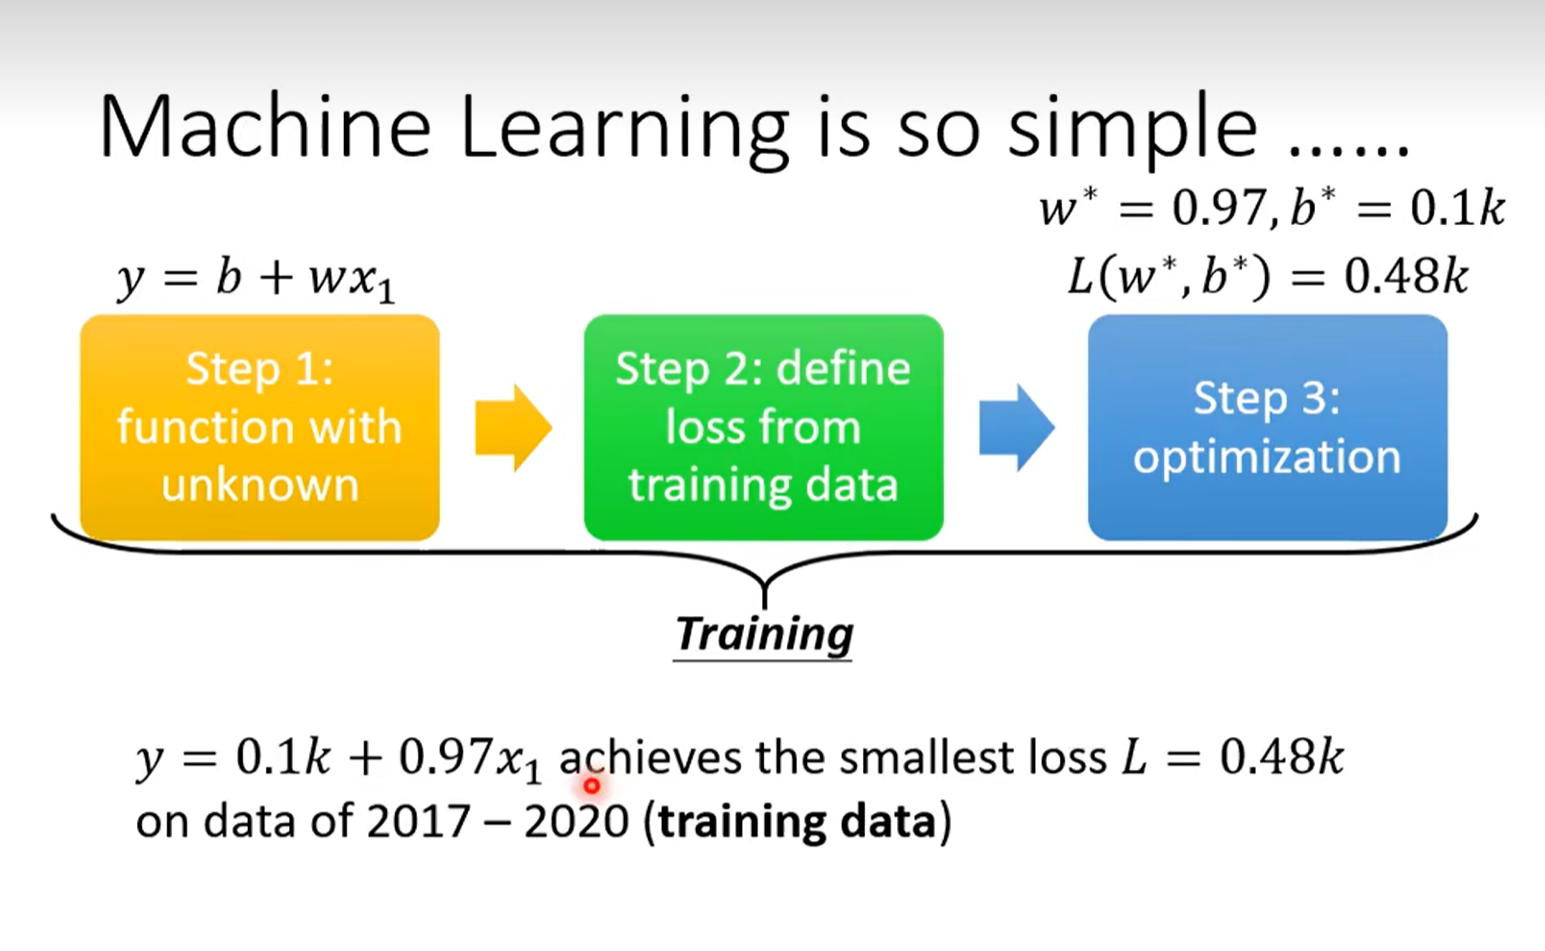 Machine Learning is so simple ……
w* = 0.97, b* = 0.1k
y = b + wx₁
L(w*, b*) = 0.48k
Step 1:
function with
unknown
Step 2: define
loss from
training data
Step 3:
optimization
Training
y = 0.1k + 0.97x₁ achieves the smallest loss L = 0.48k
on data of 2017 – 2020 (training data)